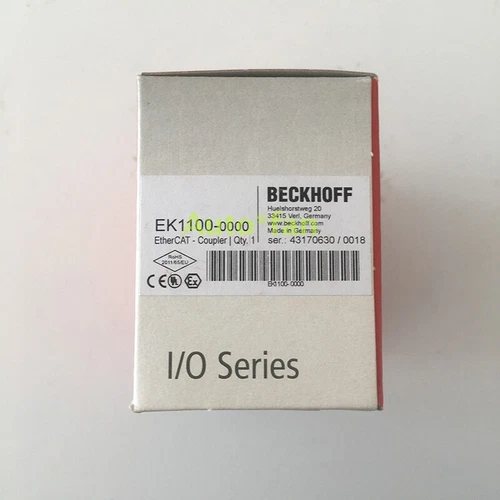 BECKHOFF
Huelshorstweg 20
33415 Verl, Germany
www.beckhoff.com
Made in Germany
EK1100-0000
EtherCAT - Coupler | Qty. 1
ser.: 43170630 / 0018
RoHS
2011/65/EU
CE
Ex
EK1100-0000
I/O Series